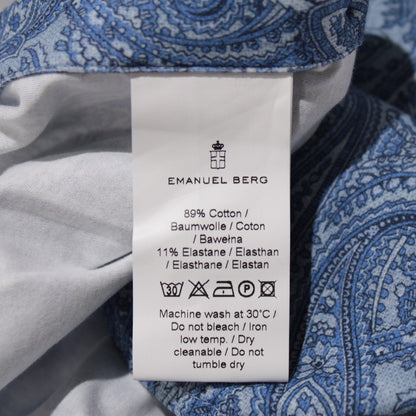 EMANUEL BERG
89% Cotton /
Baumwolle / Coton
/ Bawełna
11% Elastane / Elasthan
/ Elasthane / Elastan
30 P
Machine wash at 30°C /
Do not bleach / Iron
low temp. / Dry
cleanable / Do not
tumble dry